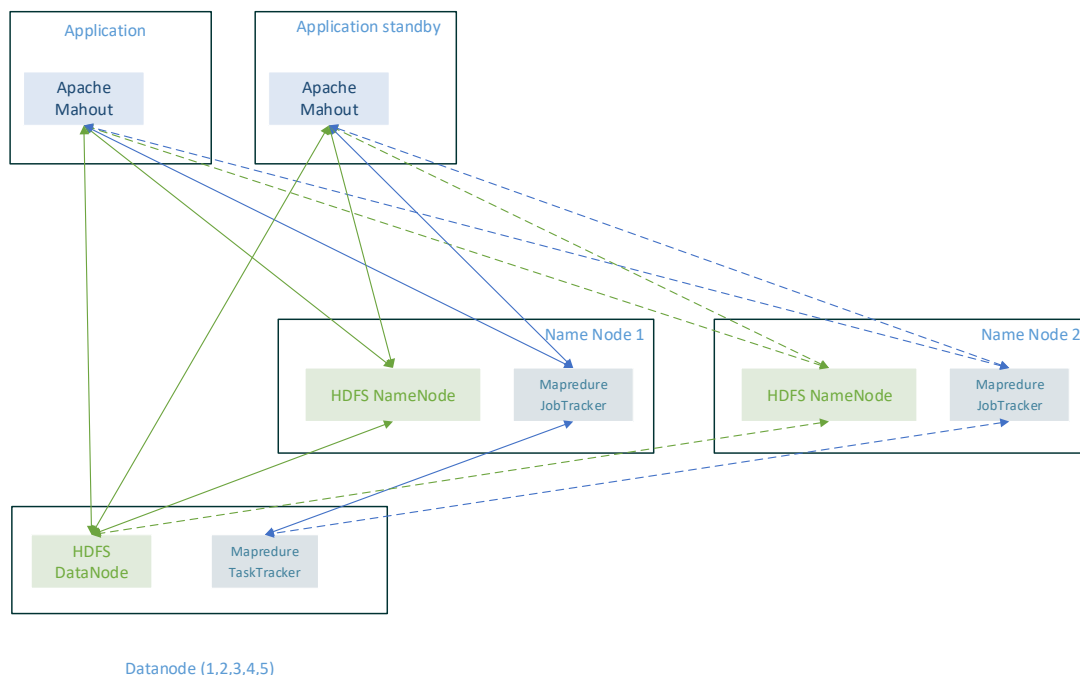 Application
Application standby
Apache
Mahout
Apache
Mahout
Name Node 1
Name Node 2
HDFS NameNode
Mapredure
JobTracker
HDFS NameNode
Mapredure
JobTracker
HDFS
DataNode
Mapredure
TaskTracker
Datanode (1,2,3,4,5)